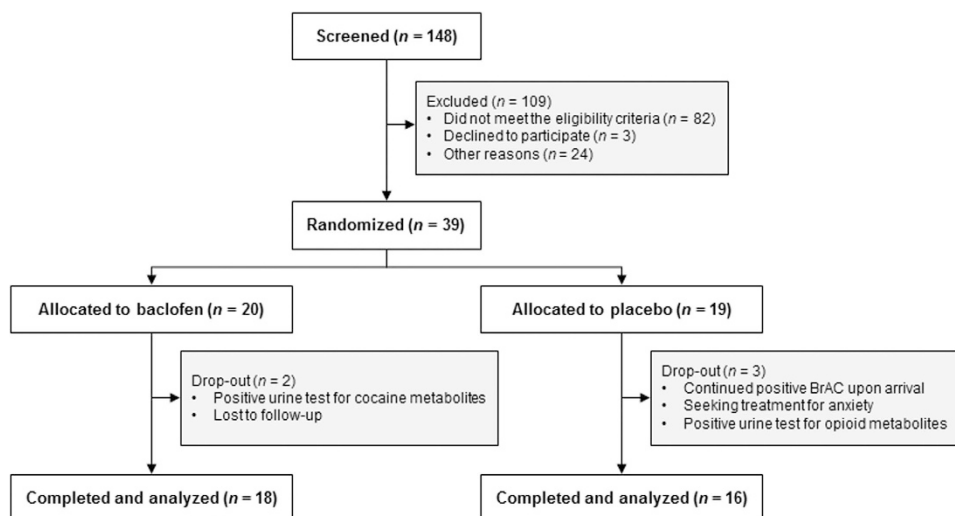 Screened (n = 148)
Excluded (n = 109)
• Did not meet the eligibility criteria (n = 82)
• Declined to participate (n = 3)
• Other reasons (n = 24)
Randomized (n = 39)
Allocated to baclofen (n = 20)
Allocated to placebo (n = 19)
Drop-out (n = 2)
• Positive urine test for cocaine metabolites
• Lost to follow-up
Drop-out (n = 3)
• Continued positive BrAC upon arrival
• Seeking treatment for anxiety
• Positive urine test for opioid metabolites
Completed and analyzed (n = 18)
Completed and analyzed (n = 16)